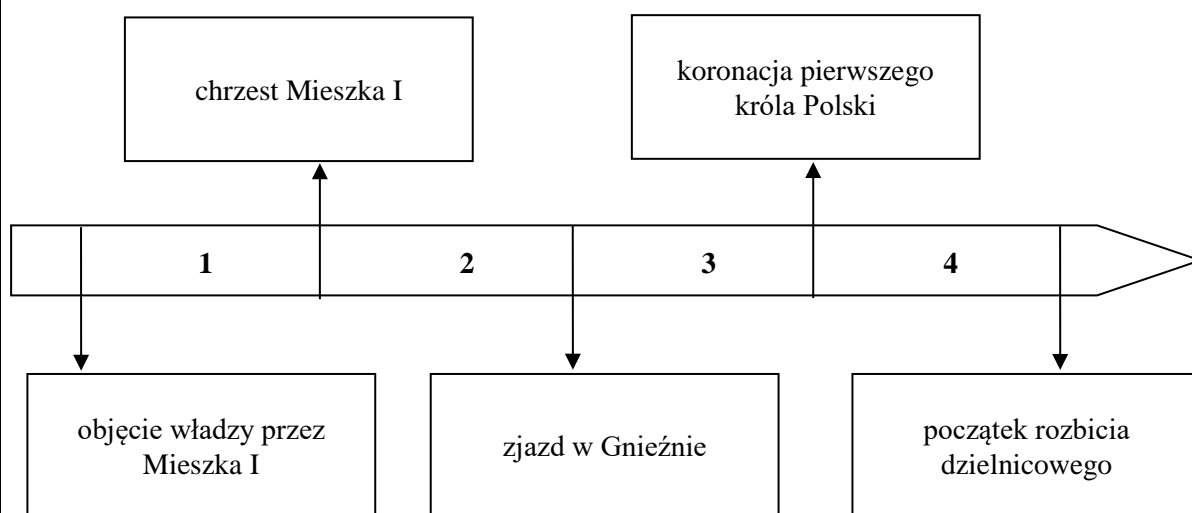 chrzest Mieszka I
koronacja pierwszego
króla Polski
1
2
3
4
objęcie władzy przez
Mieszka I
zjazd w Gnieźnie
początek rozbicia
dzielnicowego